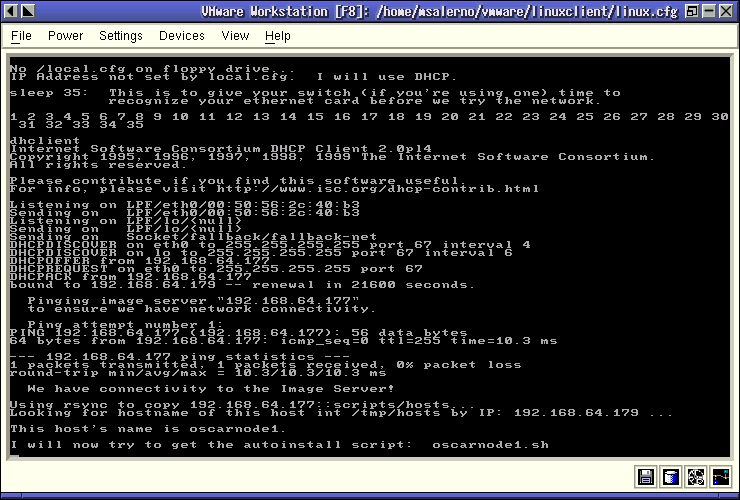 VMware Workstation [F8]: /home/msalerno/vmware/linuxclient/linux.cfg
File Power Settings Devices View Help
No /local.cfg on floppy drive...
IP Address not set by local.cfg. I will use DHCP.
sleep 35: This is to give your switch (if you're using one) time to
recognize your ethernet card before we try the network.
1 2 3 4 5 6 7 8 9 10 11 12 13 14 15 16 17 18 19 20 21 22 23 24 25 26 27 28 29 30
31 32 33 34 35
dhclient
Internet Software Consortium DHCP Client 2.0pl4
Copyright 1995, 1996, 1997, 1998, 1999 The Internet Software Consortium.
All rights reserved.
Please contribute if you find this software useful.
For info, please visit http://www.isc.org/dhcp-contrib.html
Listening on LPF/eth0/00:50:56:2c:40:b3
Sending on LPF/eth0/00:50:56:2c:40:b3
Listening on LPF/lo/{null}
Sending on LPF/lo/{null}
Sending on Socket/fallback/fallback-net
DHCPDISCOVER on eth0 to 255.255.255.255 port 67 interval 4
DHCPDISCOVER on lo to 255.255.255.255 port 67 interval 6
DHCPOFFER from 192.168.64.177
DHCPREQUEST on eth0 to 255.255.255.255 port 67
DHCPACK from 192.168.64.177
bound to 192.168.64.179 -- renewal in 21600 seconds.
Pinging image server "192.168.64.177"
to ensure we have network connectivity.
Ping attempt number 1:
PING 192.168.64.177 (192.168.64.177): 56 data bytes
64 bytes from 192.168.64.177: icmp_seq=0 ttl=255 time=10.3 ms
--- 192.168.64.177 ping statistics ---
1 packets transmitted, 1 packets received, 0% packet loss
round-trip min/avg/max = 10.3/10.3/10.3 ms
We have connectivity to the Image Server!
Using rsync to copy 192.168.64.177::scripts/hosts...
Looking for hostname of this host int /tmp/hosts by IP: 192.168.64.179 ...
This host's name is oscarnode1.
I will now try to get the autoinstall script: oscarnode1.sh